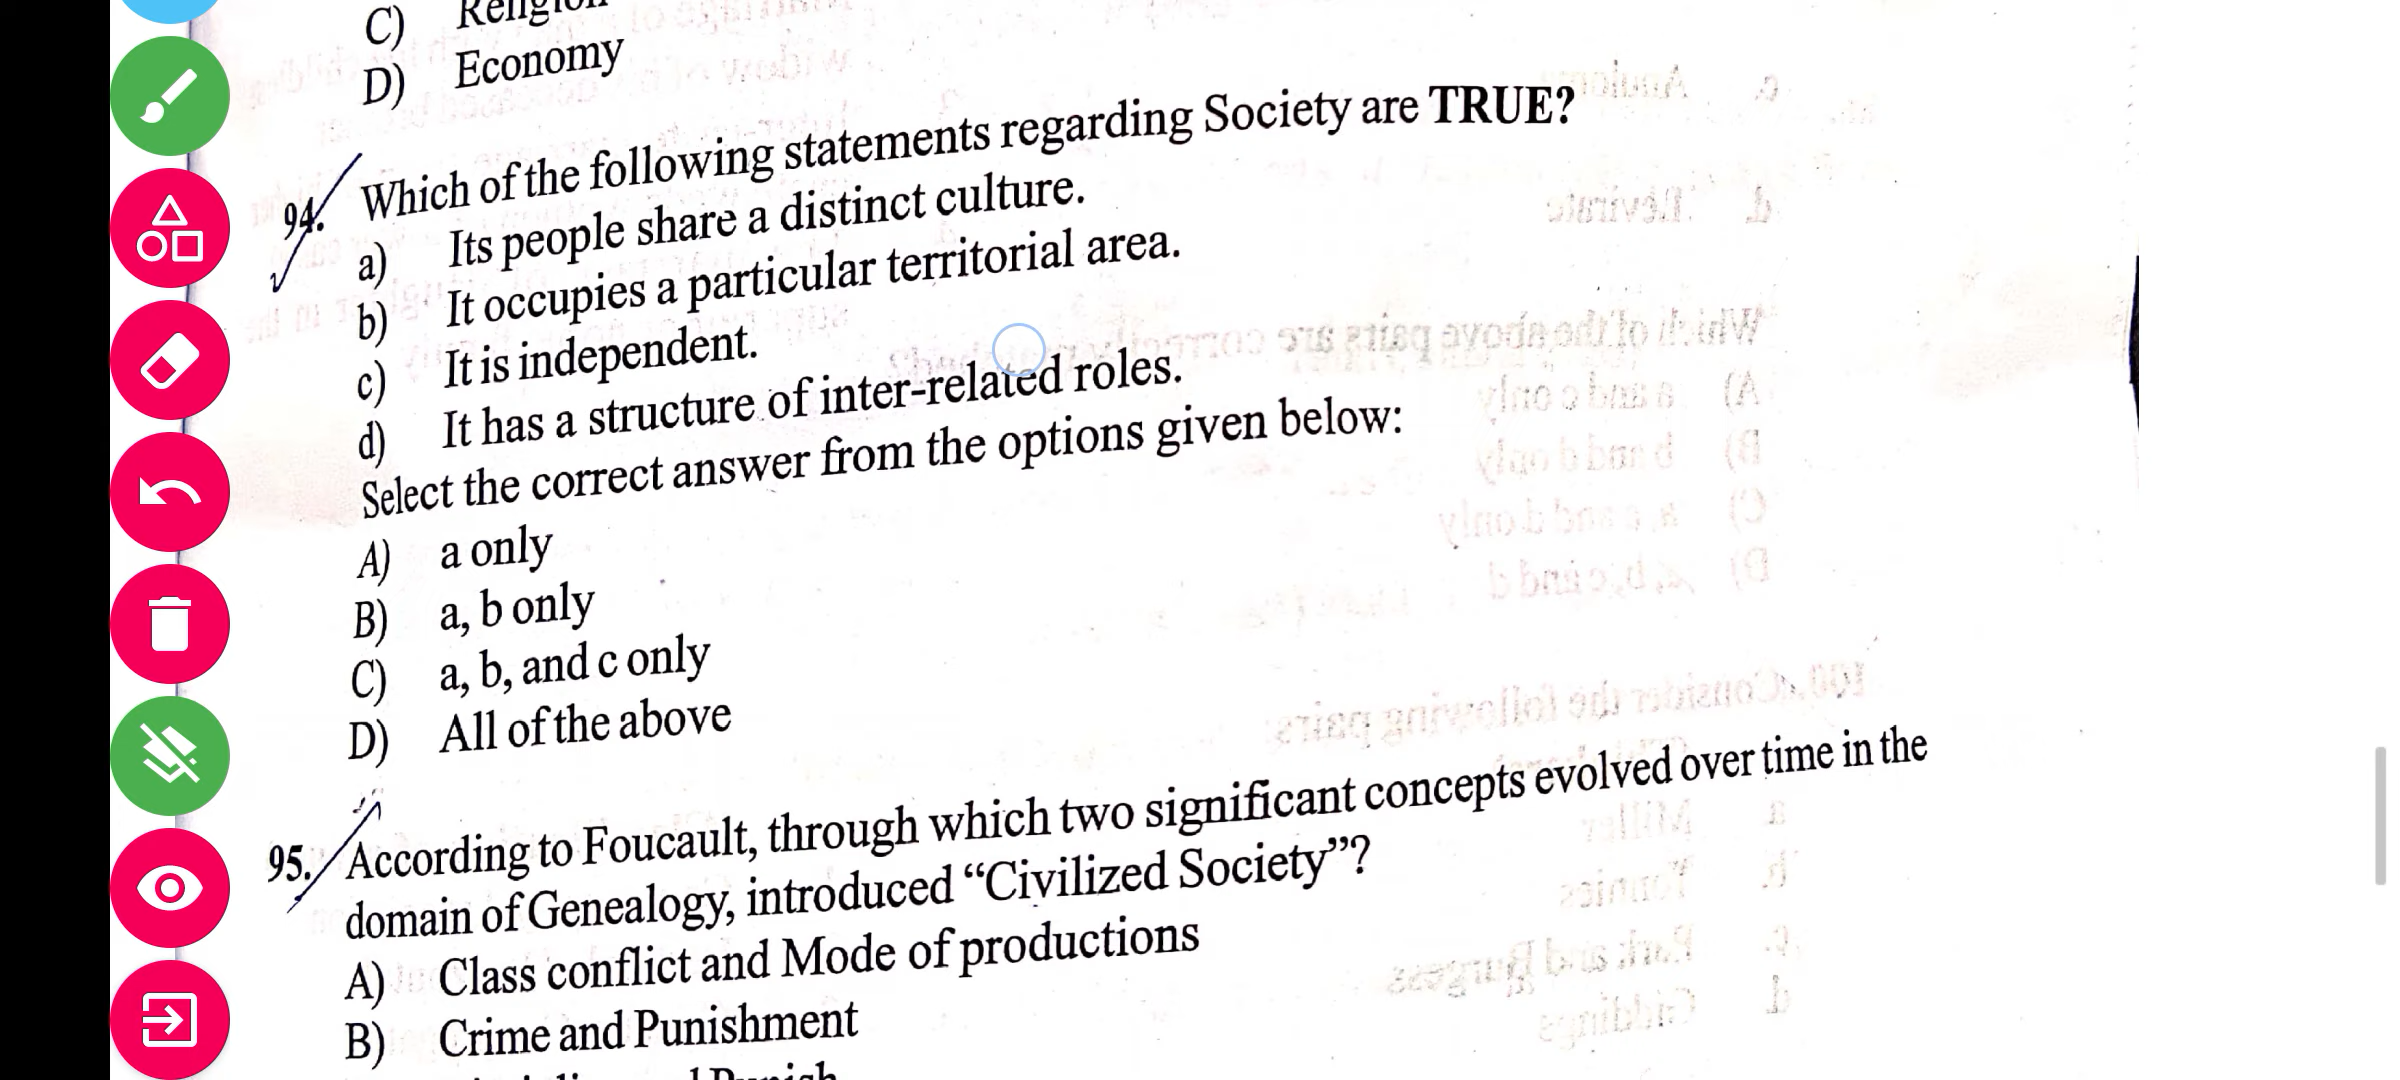 C) Religion
D) Economy
94. Which of the following statements regarding Society are TRUE?
a) Its people share a distinct culture.
b) It occupies a particular territorial area.
c) It is independent.
d) It has a structure of inter-related roles.
Select the correct answer from the options given below:
A) a only
B) a, b only
C) a, b, and c only
D) All of the above
95. According to Foucault, through which two significant concepts evolved over time in the
domain of Genealogy, introduced “Civilized Society”?
A) Class conflict and Mode of productions
B) Crime and Punishment